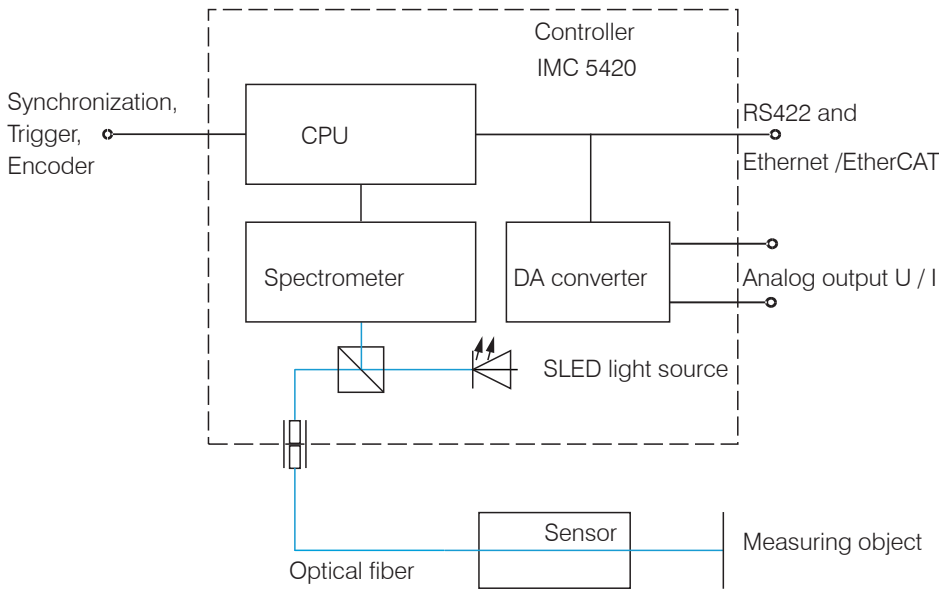 Controller
IMC 5420
Synchronization,
Trigger,
Encoder
CPU
RS422 and
Ethernet /EtherCAT
Spectrometer
DA converter
Analog output U / I
SLED light source
Sensor
Measuring object
Optical fiber